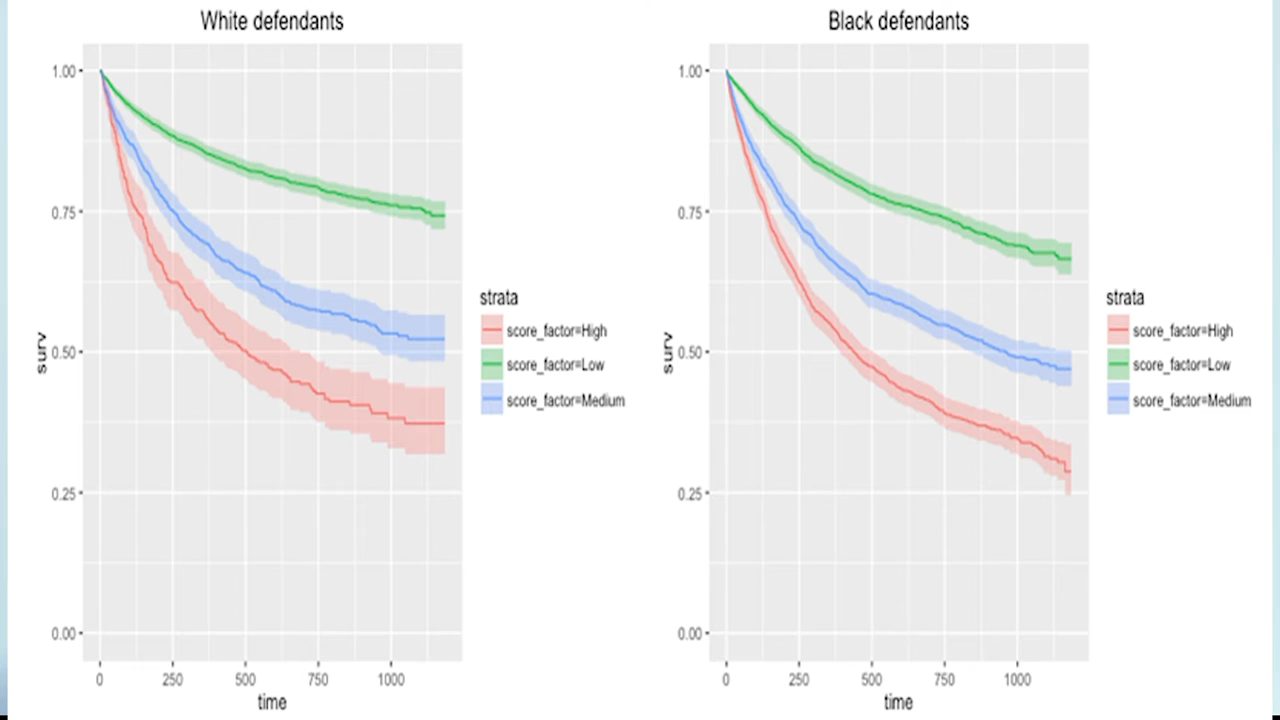 White defendants
1.00
0.75
0.50
0.25
0.00
surv
0 250 500 750 1000
time
strata
score_factor=High
score_factor=Low
score_factor=Medium
Black defendants
1.00
0.75
0.50
0.25
0.00
surv
0 250 500 750 1000
time
strata
score_factor=High
score_factor=Low
score_factor=Medium